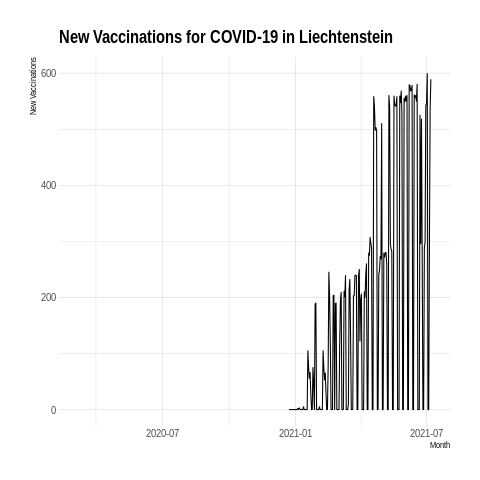 New Vaccinations for COVID-19 in Liechtenstein
New Vaccinations
600
400
200
0
2020-07
2021-01
2021-07
Month